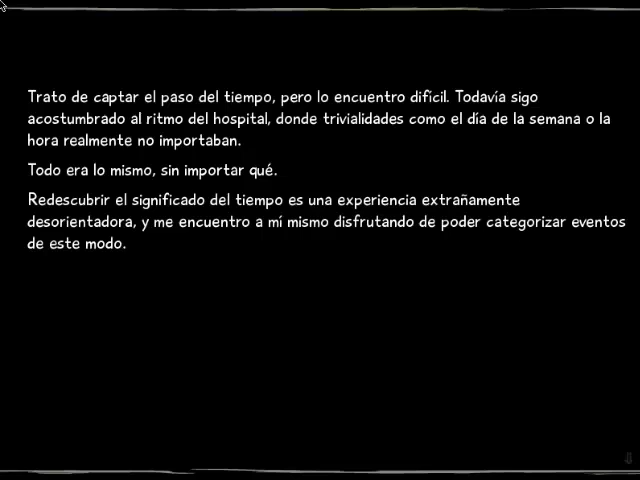 Trato de captar el paso del tiempo, pero lo encuentro difícil. Todavía sigo
acostumbrado al ritmo del hospital, donde trivialidades como el día de la semana o la
hora realmente no importaban.
Todo era lo mismo, sin importar qué.
Redescubrir el significado del tiempo es una experiencia extrañamente
desorientadora, y me encuentro a mí mismo disfrutando de poder categorizar eventos
de este modo.